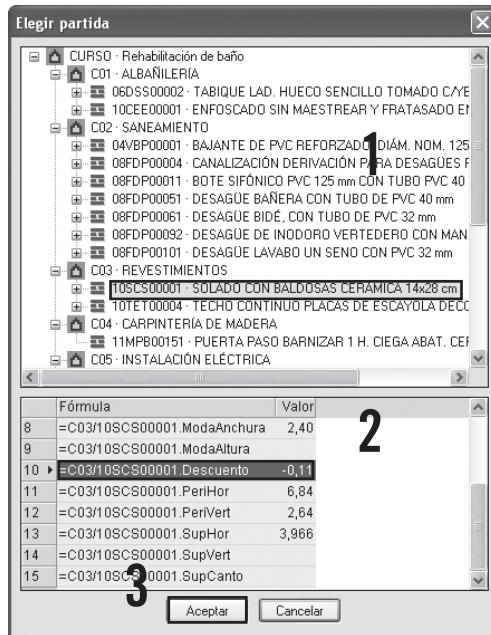 Elegir partida
CURSO · Rehabilitación de baño
C01 · ALBAÑILERÍA
06DSS00002 · TABIQUE LAD. HUECO SENCILLO TOMADO C/YE
10CEE00001 · ENFOSCADO SIN MAESTREAR Y FRATASADO EN
C02 · SANEAMIENTO
04VBP00001 · BAJANTE DE PVC REFORZADO, DIÁM. NOM. 125
08FDP00004 · CANALIZACIÓN DERIVACIÓN PARA DESAGÜES F
08FDP00011 · BOTE SIFÓNICO PVC 125 mm CON TUBO PVC 40
08FDP00051 · DESAGÜE BAÑERA CON TUBO DE PVC 40 mm
08FDP00061 · DESAGÜE BIDÉ, CON TUBO DE PVC 32 mm
08FDP00092 · DESAGÜE DE INODORO VERTEDERO CON MAN
08FDP00101 · DESAGÜE LAVABO UN SENO CON PVC 32 mm
C03 · REVESTIMIENTOS
10SCS00001 · SOLADO CON BALDOSAS CERÁMICA 14x28 cm
10TET00004 · TECHO CONTINUO PLACAS DE ESCAYOLA DECO
C04 · CARPINTERÍA DE MADERA
11MPB00151 · PUERTA PASO BARNIZAR 1 H. CIEGA ABAT. CEF
C05 · INSTALACIÓN ELÉCTRICA
1
Fórmula Valor
8 =C03/10SCS00001.ModaAnchura 2,40
9 =C03/10SCS00001.ModaAltura
10 =C03/10SCS00001.Descuento -0,11
11 =C03/10SCS00001.PeriHor 6,84
12 =C03/10SCS00001.PeriVert 2,64
13 =C03/10SCS00001.SupHor 3,966
14 =C03/10SCS00001.SupVert
15 =C03/10SCS00001.SupCanto
2
3
Aceptar Cancelar